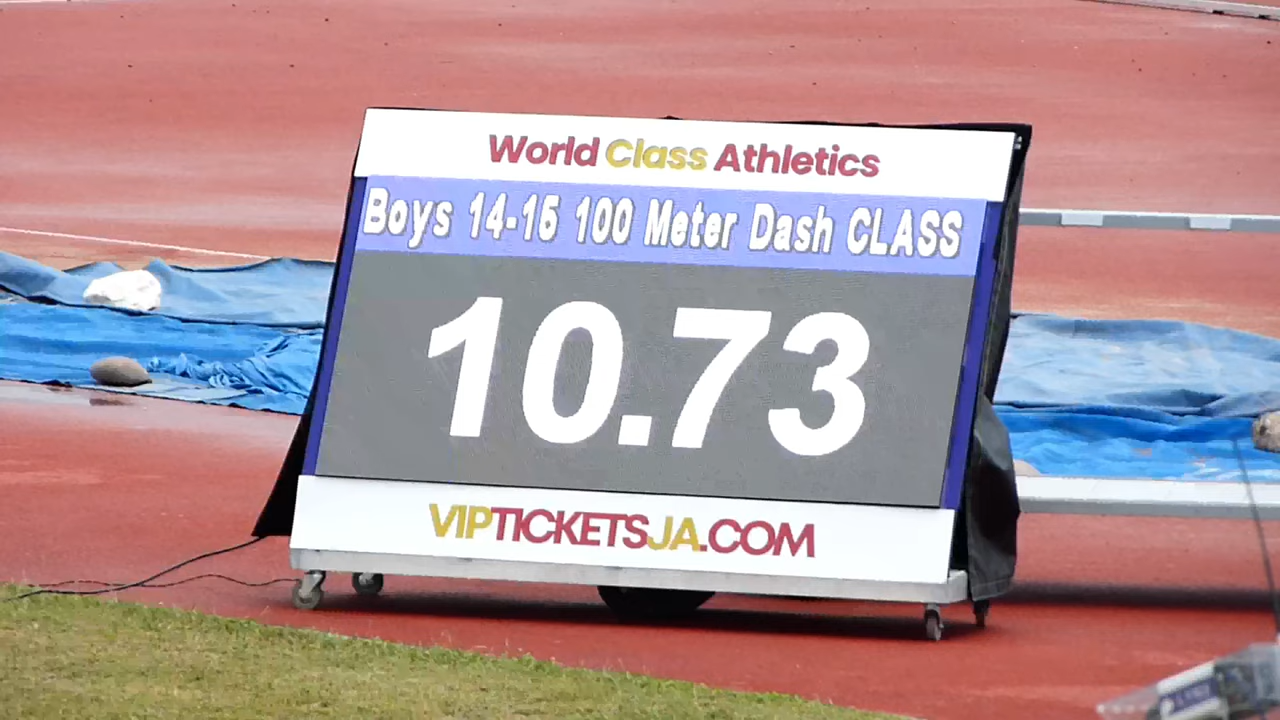 World Class Athletics
Boys 14-15 100 Meter Dash CLASS
10.73
VIPTICKETSJA.COM